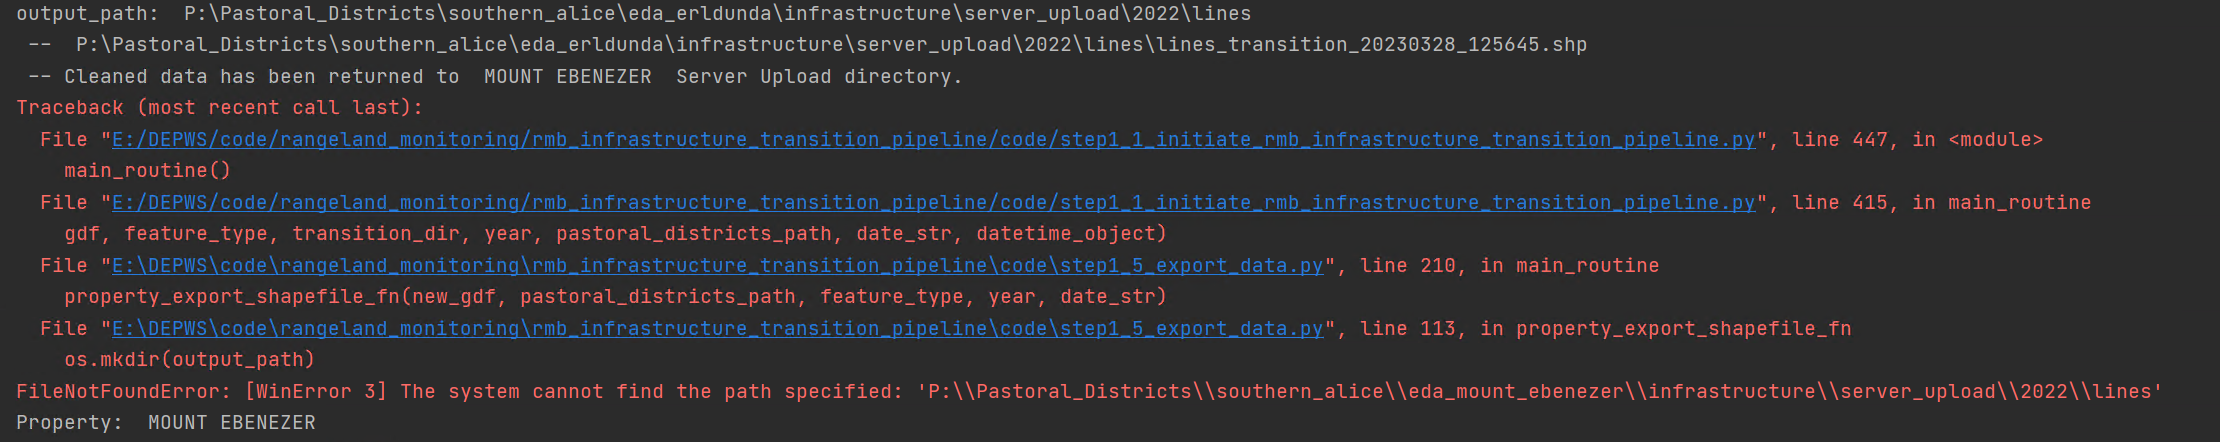 output_path:  P:\Pastoral_Districts\southern_alice\eda_erldunda\infrastructure\server_upload\2022\lines
 --  P:\Pastoral_Districts\southern_alice\eda_erldunda\infrastructure\server_upload\2022\lines\lines_transition_20230328_125645.shp
 -- Cleaned data has been returned to  MOUNT EBENEZER  Server Upload directory.
Traceback (most recent call last):
  File "E:/DEPWS/code/rangeland_monitoring/rmb_infrastructure_transition_pipeline/code/step1_1_initiate_rmb_infrastructure_transition_pipeline.py", line 447, in <module>
    main_routine()
  File "E:/DEPWS/code/rangeland_monitoring/rmb_infrastructure_transition_pipeline/code/step1_1_initiate_rmb_infrastructure_transition_pipeline.py", line 415, in main_routine
    gdf, feature_type, transition_dir, year, pastoral_districts_path, date_str, datetime_object)
  File "E:\DEPWS\code\rangeland_monitoring\rmb_infrastructure_transition_pipeline\code\step1_5_export_data.py", line 210, in main_routine
    property_export_shapefile_fn(new_gdf, pastoral_districts_path, feature_type, year, date_str)
  File "E:\DEPWS\code\rangeland_monitoring\rmb_infrastructure_transition_pipeline\code\step1_5_export_data.py", line 113, in property_export_shapefile_fn
    os.mkdir(output_path)
FileNotFoundError: [WinError 3] The system cannot find the path specified: 'P:\\Pastoral_Districts\\southern_alice\\eda_mount_ebenezer\\infrastructure\\server_upload\\2022\\lines'
Property:  MOUNT EBENEZER